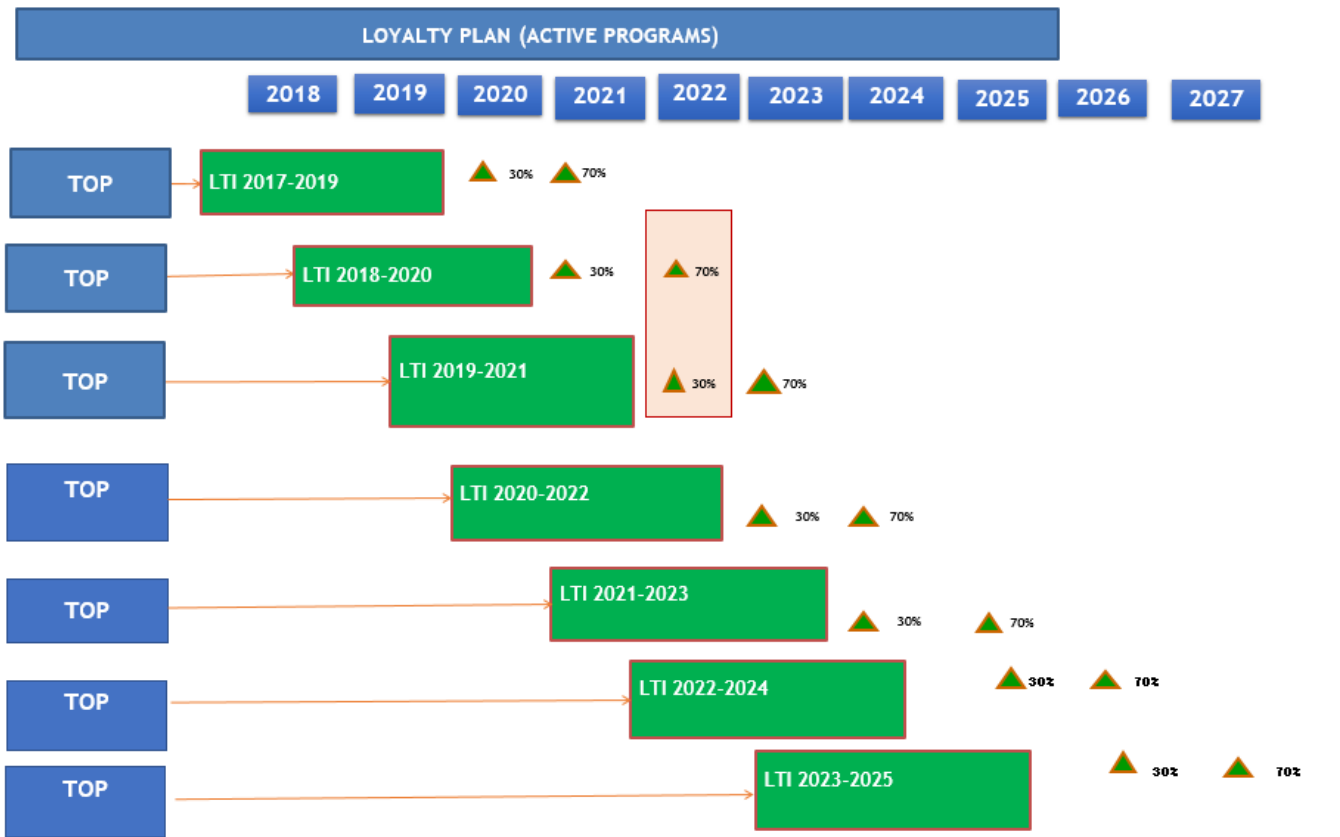 LOYALTY PLAN (ACTIVE PROGRAMS)
2018 2019 2020 2021 2022 2023 2024 2025 2026 2027
TOP LTI 2017-2019 30% 70%
TOP LTI 2018-2020 30% 70%
TOP LTI 2019-2021 30% 70%
TOP LTI 2020-2022 30% 70%
TOP LTI 2021-2023 30% 70%
TOP LTI 2022-2024 30% 70%
TOP LTI 2023-2025 30% 70%